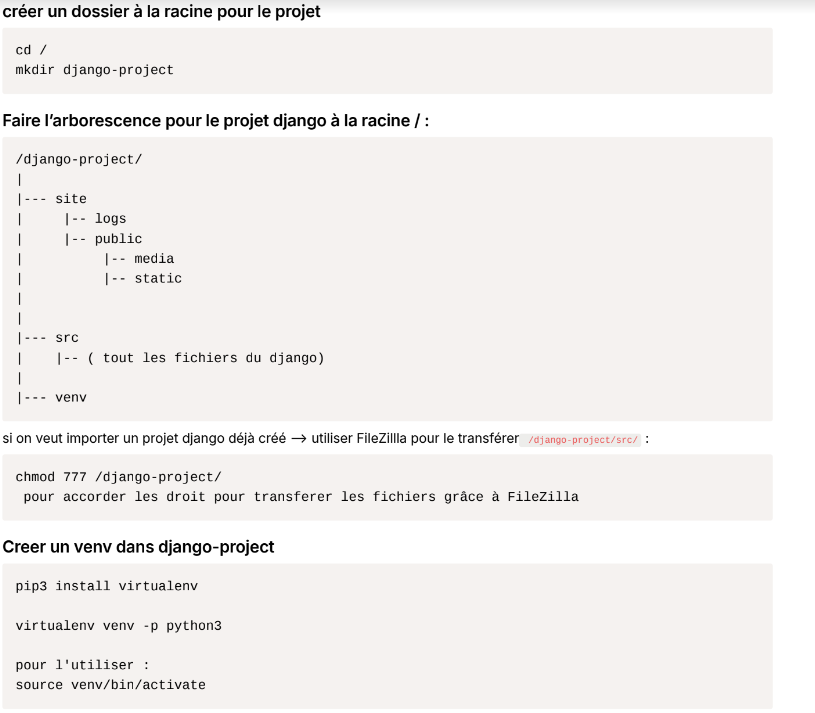 créer un dossier à la racine pour le projet
cd /
mkdir django-project
Faire l'arborescence pour le projet django à la racine / :
/django-project/
|
|--- site
|     |-- logs
|     |-- public
|          |-- media
|          |-- static
|
|
|--- src
|    |-- ( tout les fichiers du django)
|
|--- venv
si on veut importer un projet django déjà créé → utiliser FileZillla pour le transférer /django-project/src/ :
chmod 777 /django-project/
 pour accorder les droit pour transferer les fichiers grâce à FileZilla
Creer un venv dans django-project
pip3 install virtualenv
virtualenv venv -p python3
pour l'utiliser :
source venv/bin/activate